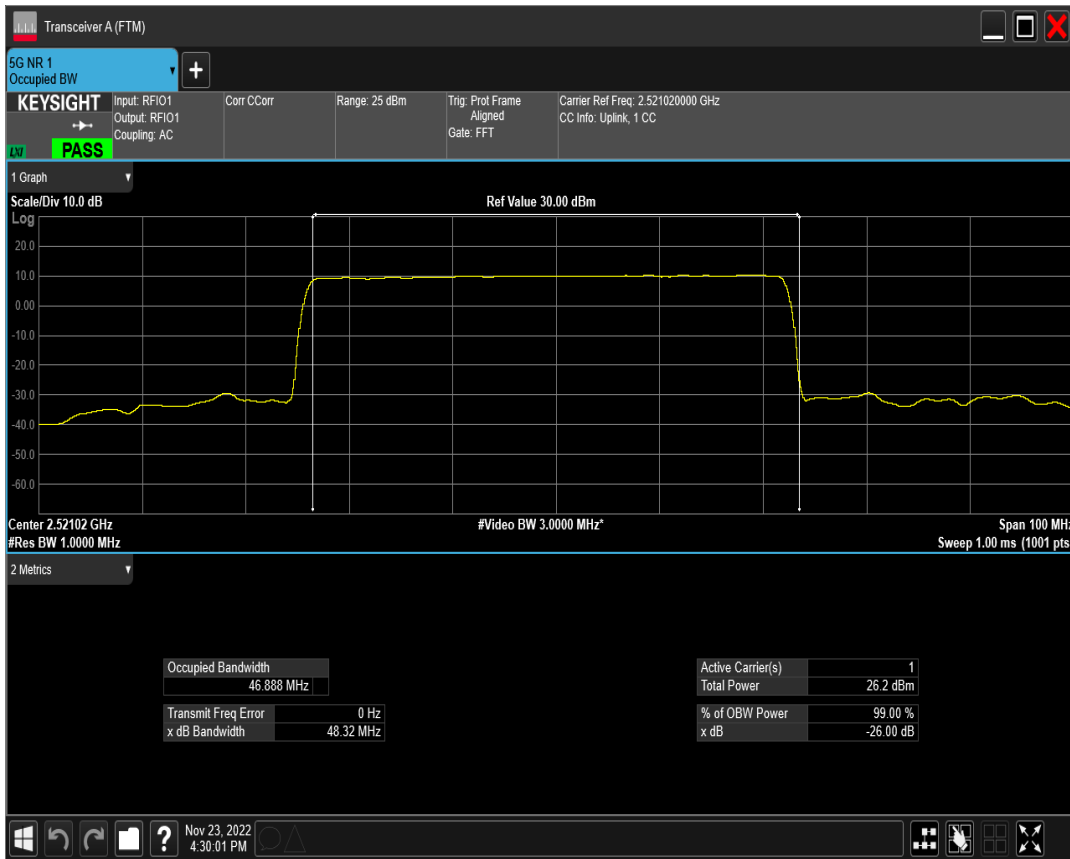 Transceiver A (FTM)
5G NR 1
Occupied BW
+
KEYSIGHT
LXI
PASS
Input: RFIO1
Output: RFIO1
Coupling: AC
Corr CCorr
Range: 25 dBm
Trig: Prot Frame
Aligned
Gate: FFT
Carrier Ref Freq: 2.521020000 GHz
CC Info: Uplink, 1 CC
1 Graph
Scale/Div 10.0 dB
Ref Value 30.00 dBm
Log
20.0
10.0
0.00
-10.0
-20.0
-30.0
-40.0
-50.0
-60.0
Center 2.52102 GHz
#Video BW 3.0000 MHz*
Span 100 MHz
#Res BW 1.0000 MHz
Sweep 1.00 ms (1001 pts
2 Metrics
Occupied Bandwidth
46.888 MHz
Transmit Freq Error 0 Hz
x dB Bandwidth 48.32 MHz
Active Carrier(s) 1
Total Power 26.2 dBm
% of OBW Power 99.00 %
x dB -26.00 dB
?
Nov 23, 2022
4:30:01 PM